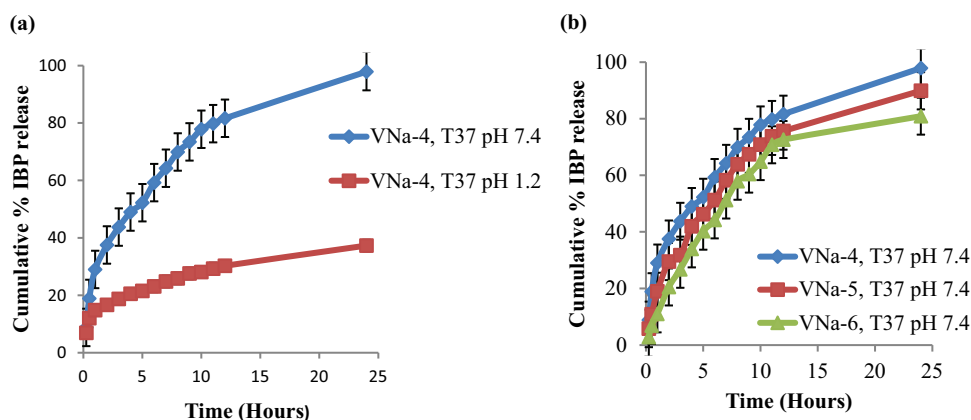 (a)
Cumulative % IBP release
100
80
60
40
20
0
0 5 10 15 20 25
Time (Hours)
VNa-4, T37 pH 7.4
VNa-4, T37 pH 1.2
(b)
Cumulative % IBP release
100
80
60
40
20
0
0 5 10 15 20 25
Time (Hours)
VNa-4, T37 pH 7.4
VNa-5, T37 pH 7.4
VNa-6, T37 pH 7.4